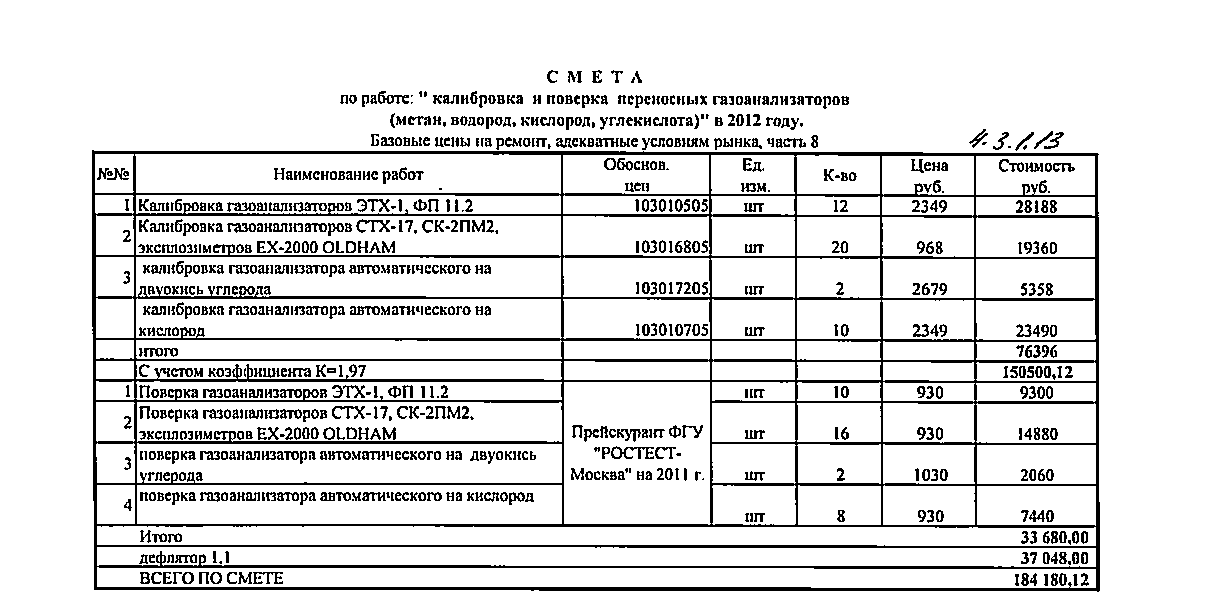 С М Е Т А
по работе: " калибровка и поверка переносных газоанализаторов
(метан, водород, кислород, углекислота)" в 2012 году.
Базовые цены на ремонт, адекватные условиям рынка, часть 8
4.3.1.13
№№ Наименование работ Обоснов. цен Ед. изм. К-во Цена руб. Стоимость руб.
1 Калибровка газоанализаторов ЭТХ-1, ФП 11.2 103010505 шт 12 2349 28188
2 Калибровка газоанализаторов СТХ-17, СК-2ПМ2,
эксплозиметров EX-2000 OLDHAM 103016805 шт 20 968 19360
3 калибровка газоанализатора автоматического на
двуокись углерода 103017205 шт 2 2679 5358
калибровка газоанализатора автоматического на
кислород 103010705 шт 10 2349 23490
итого 76396
С учетом коэффициента К=1,97 150500,12
1 Поверка газоанализаторов ЭТХ-1, ФП 11.2 шт 10 930 9300
2 Поверка газоанализаторов СТХ-17, СК-2ПМ2,
эксплозиметров EX-2000 OLDHAM шт 16 930 14880
Прейскурант ФГУ
"РОСТЕСТ-
Москва" на 2011 г.
3 поверка газоанализатора автоматического на двуокись
углерода шт 2 1030 2060
4 поверка газоанализатора автоматического на кислород
шт 8 930 7440
Итого 33 680,00
дефлятор 1,1 37 048,00
ВСЕГО ПО СМЕТЕ 184 180,12